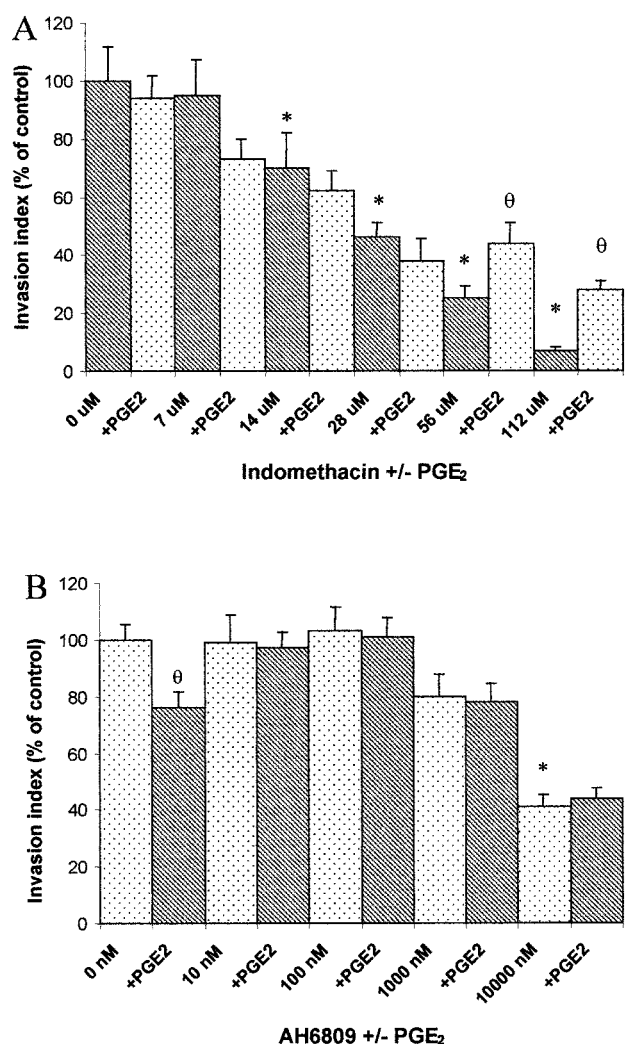 A
Invasion index (% of control)
120
100
80
60
40
20
0
*
*
*
θ
*
θ
0 uM
+PGE2
7 uM
+PGE2
14 uM
+PGE2
28 uM
+PGE2
56 uM
+PGE2
112 uM
+PGE2
Indomethacin +/- PGE₂
B
Invasion index (% of control)
120
100
80
60
40
20
0
θ
*
0 nM
+PGE2
10 nM
+PGE2
100 nM
+PGE2
1000 nM
+PGE2
10000 nM
+PGE2
AH6809 +/- PGE₂